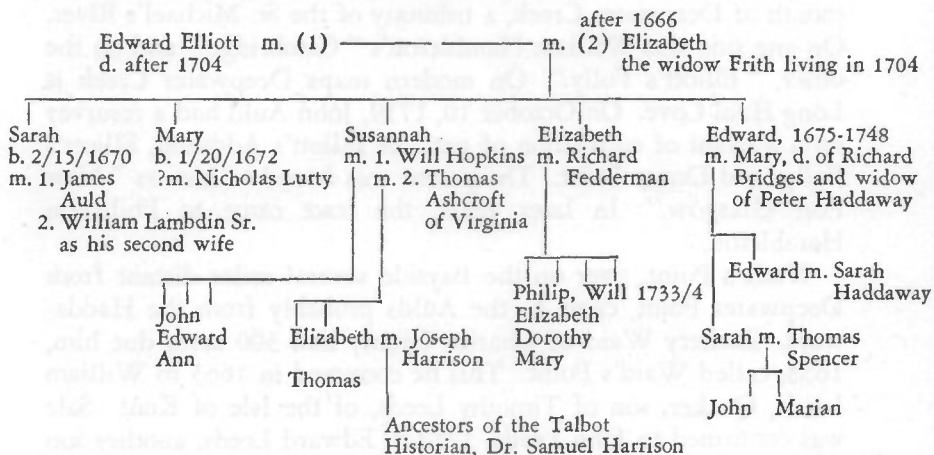 after 1666
Edward Elliott m. (1) m. (2) Elizabeth
d. after 1704 the widow Frith living in 1704
Sarah
b. 2/15/1670
m. 1. James
Auld
2. William Lambdin Sr.
as his second wife
Mary
b. 1/20/1672
?m. Nicholas Lurty
Susannah
m. 1. Will Hopkins
m. 2. Thomas
Ashcroft
of Virginia
Elizabeth
m. Richard
Fedderman
Edward, 1675-1748
m. Mary, d. of Richard
Bridges and widow
of Peter Haddaway
John
Edward
Ann
Elizabeth m. Joseph
Harrison
Thomas
Philip, Will 1733/4
Elizabeth
Dorothy
Mary
Edward m. Sarah
Haddaway
Sarah m. Thomas
Spencer
John Marian
Ancestors of the Talbot
Historian, Dr. Samuel Harrison